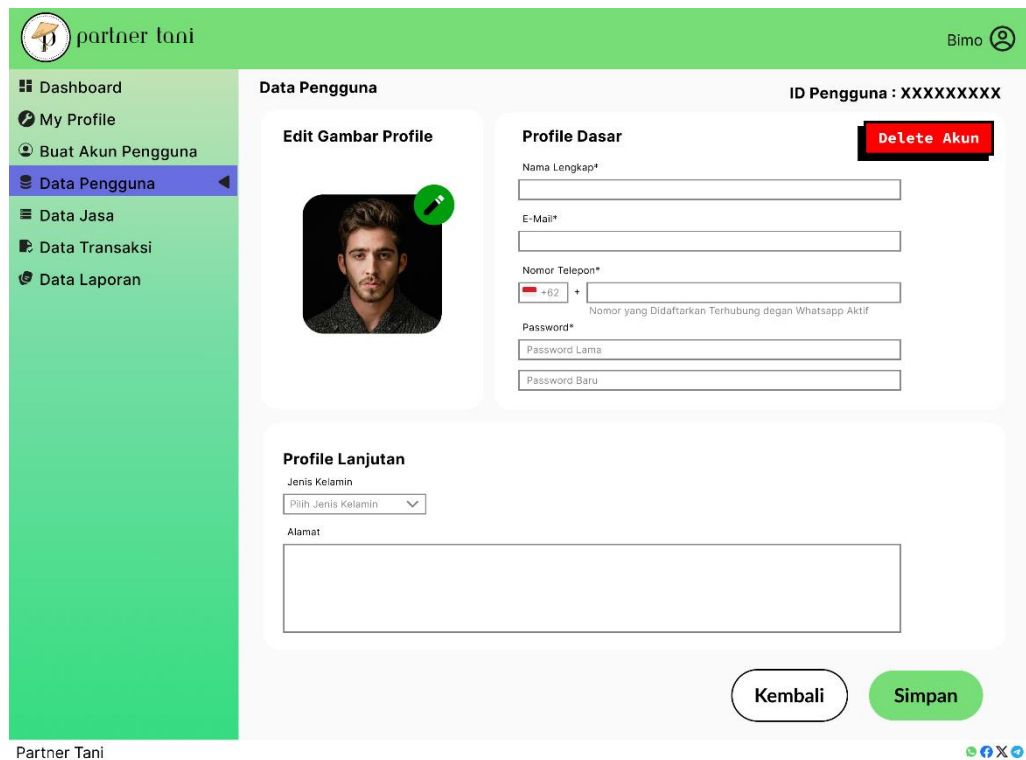 partner tani
Bimo
Dashboard
My Profile
Buat Akun Pengguna
Data Pengguna
Data Jasa
Data Transaksi
Data Laporan
Data Pengguna
ID Pengguna : XXXXXXXXX
Edit Gambar Profile
Profile Dasar
Delete Akun
Nama Lengkap*
E-Mail*
Nomor Telepon*
+62 +
Nomor yang Didaftarkan Terhubung degan Whatsapp Aktif
Password*
Password Lama
Password Baru
Profile Lanjutan
Jenis Kelamin
Pilih Jenis Kelamin
Alamat
Kembali
Simpan
Partner Tani